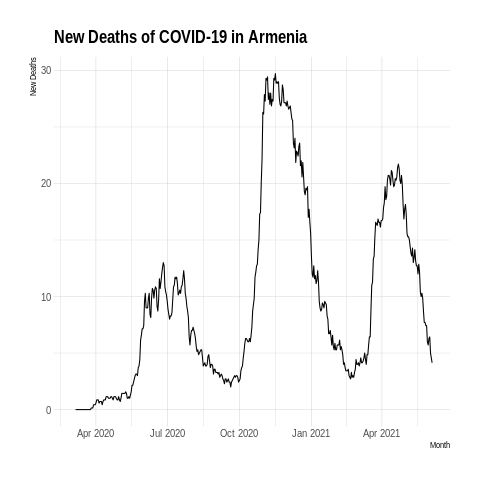 New Deaths of COVID-19 in Armenia
New Deaths
30
20
10
0
Apr 2020
Jul 2020
Oct 2020
Jan 2021
Apr 2021
Month